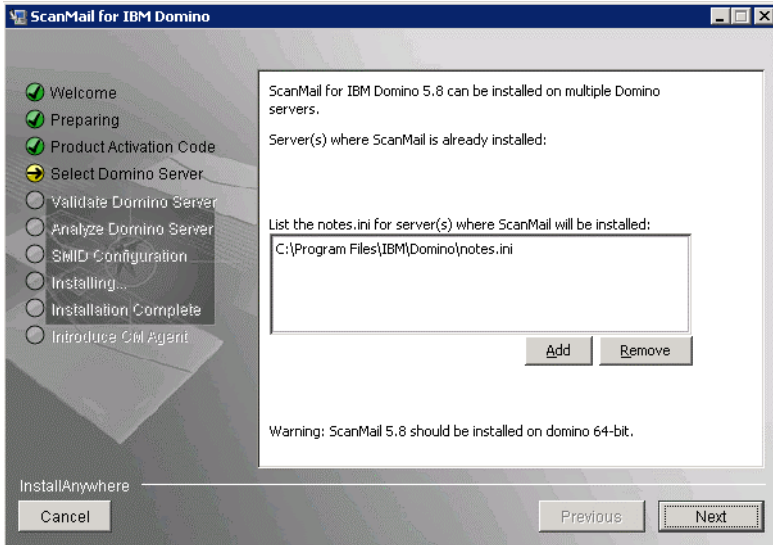 ScanMail for IBM Domino
Welcome
Preparing
Product Activation Code
Select Domino Server
Validate Domino Server
Analyze Domino Server
SMID Configuration
Installing...
Installation Complete
Introduce CM Agent
ScanMail for IBM Domino 5.8 can be installed on multiple Domino
servers.
Server(s) where ScanMail is already installed:
List the notes.ini for server(s) where ScanMail will be installed:
C:\Program Files\IBM\Domino\notes.ini
Add
Remove
Warning: ScanMail 5.8 should be installed on domino 64-bit.
InstallAnywhere
Cancel
Previous
Next